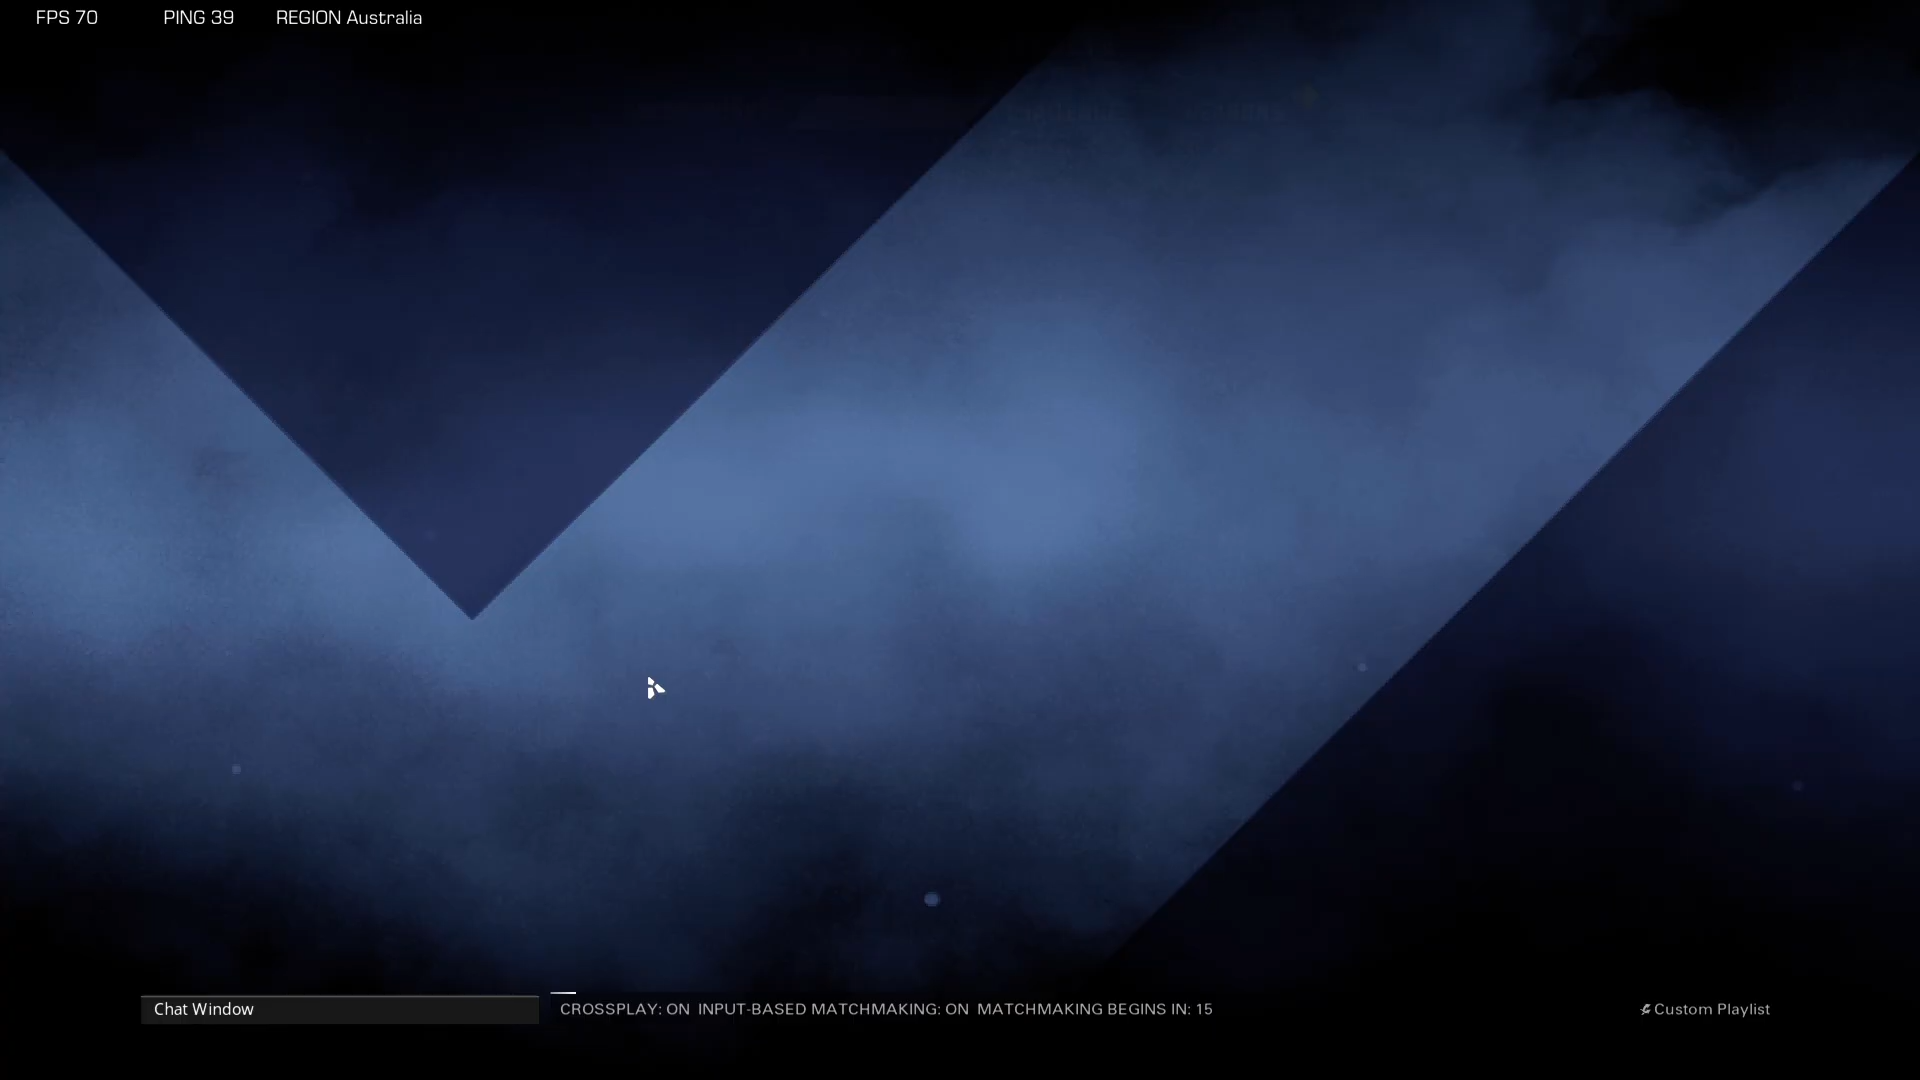 FPS 70 PING 39 REGION Australia
Chat Window
CROSSPLAY: ON INPUT-BASED MATCHMAKING: ON MATCHMAKING BEGINS IN: 15
Custom Playlist